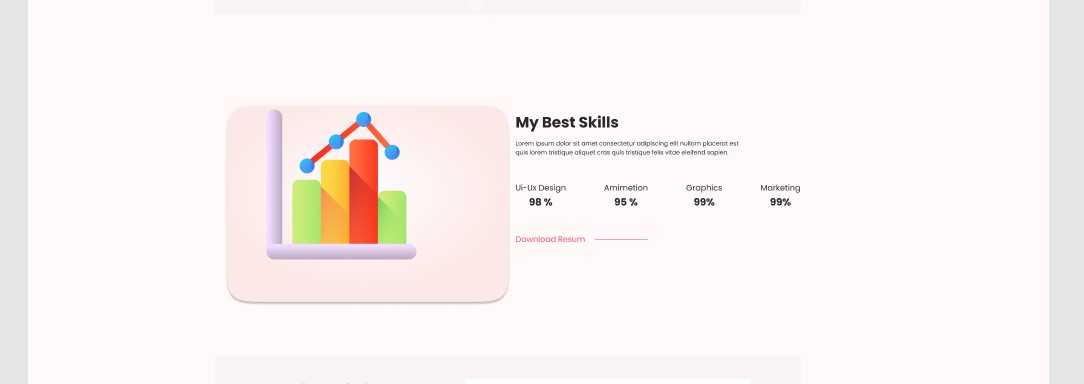 My Best Skills
Lorem ipsum dolor sit amet consectetur adipiscing elit nullam placerat est
quis lorem tristique aliquet cras quis tristique felis vitae eleifend sapien.
Ui-Ux Design Amimetion Graphics Marketing
98 % 95 % 99% 99%
Download Resum